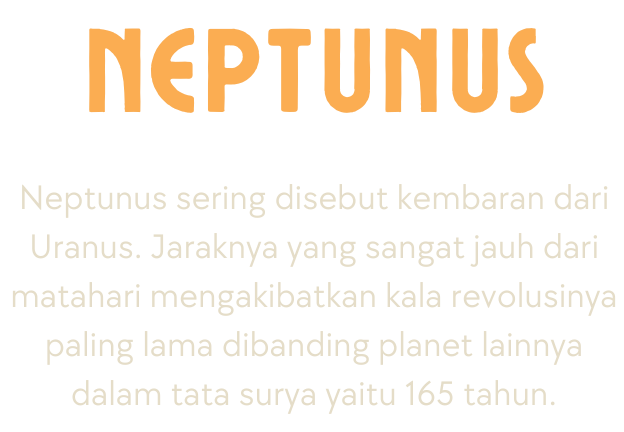 NEPTUNUS
Neptunus sering disebut kembaran dari
Uranus. Jaraknya yang sangat jauh dari
matahari mengakibatkan kala revolusinya
paling lama dibanding planet lainnya
dalam tata surya yaitu 165 tahun.